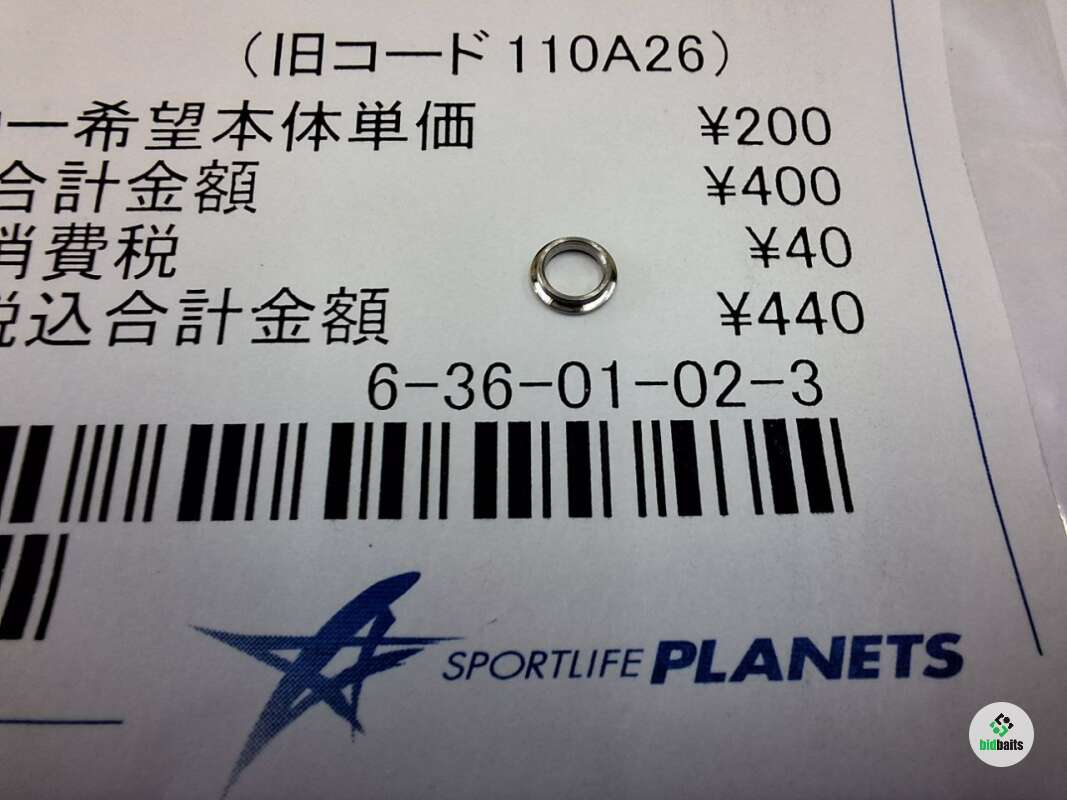 （旧コード 110A26）
ー希望本体単価 ¥200
合計金額 ¥400
消費税 ¥40
税込合計金額 ¥440
6-36-01-02-3
SPORTLIFE PLANETS
bidbaits